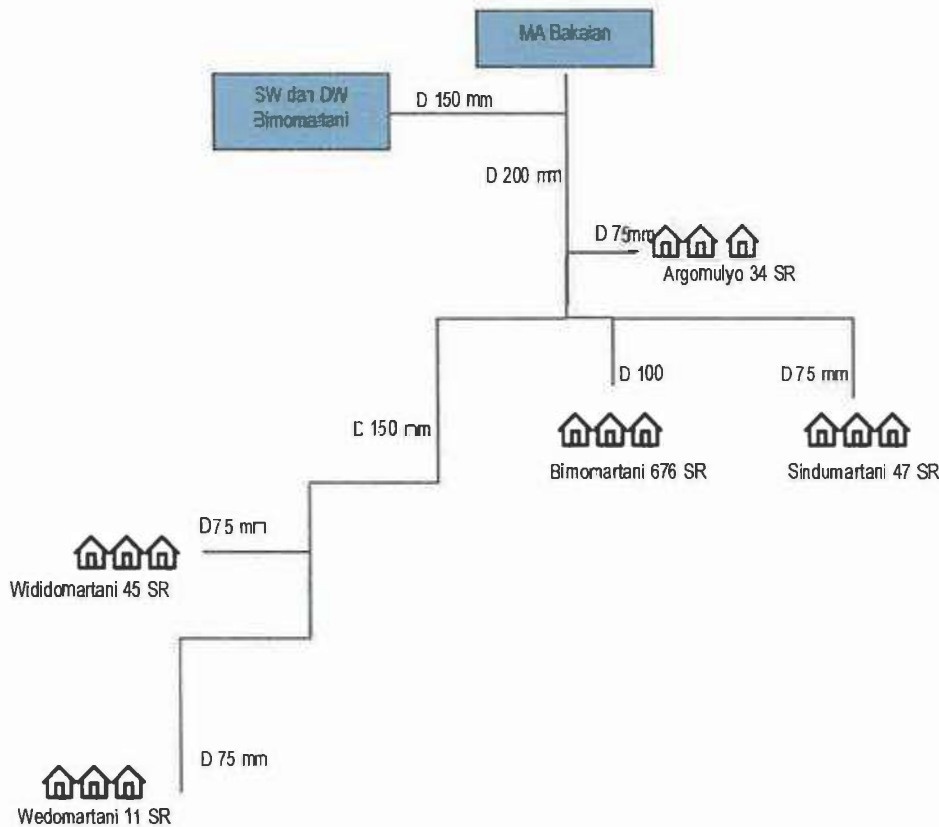 MA Bakalan
SW dan DW
Bimomartani
D 150 mm
D 200 mm
D 75mm
Argomulyo 34 SR
D 100
D 75 mm
D 150 mm
Bimomartani 676 SR
Sindumartani 47 SR
D75 mm
Wididomartani 45 SR
D 75 mm
Wedomartani 11 SR